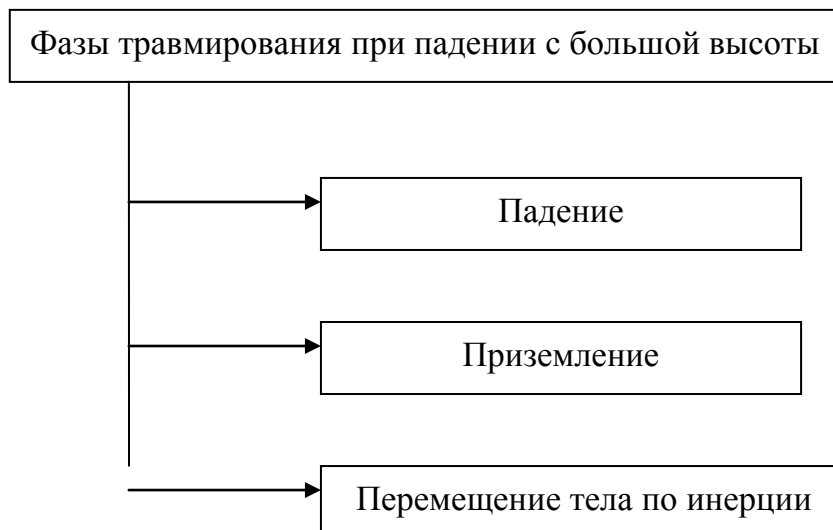 Фазы травмирования при падении с большой высоты
Падение
Приземление
Перемещение тела по инерции